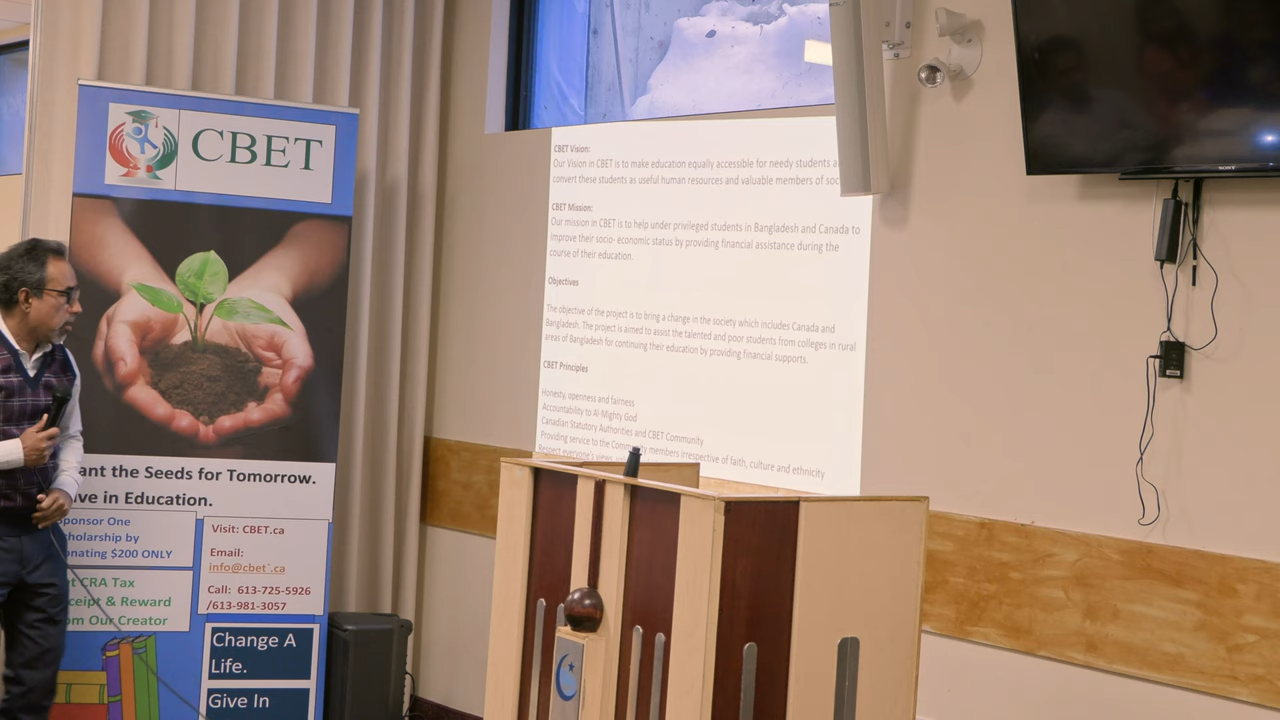 CBET
ant the Seeds for Tomorrow.
ve in Education.
ponsor One
cholarship by
onating $200 ONLY
t CRA Tax
ceipt & Reward
om Our Creator
Visit: CBET.ca
Email:
info@cbet`.ca
Call: 613-725-5926
/613-981-3057
Change A
Life.
Give In
CBET Vision:
Our Vision in CBET is to make education equally accessible for needy students a
convert these students as useful human resources and valuable members of soc
CBET Mission:
Our mission in CBET is to help under privileged students in Bangladesh and Canada to
improve their socio- economic status by providing financial assistance during the
course of their education.
Objectives
The objective of the project is to bring a change in the society which includes Canada and
Bangladesh. The project is aimed to assist the talented and poor students from colleges in rural
areas of Bangladesh for continuing their education by providing financial supports.
CBET Principles
Honesty, openness and fairness
Accountability to Al-Mighty God
Canadian Statutory Authorities and CBET Community
Providing service to the Community members irrespective of faith, culture and ethnicity
Respect everyone's views,
SONY